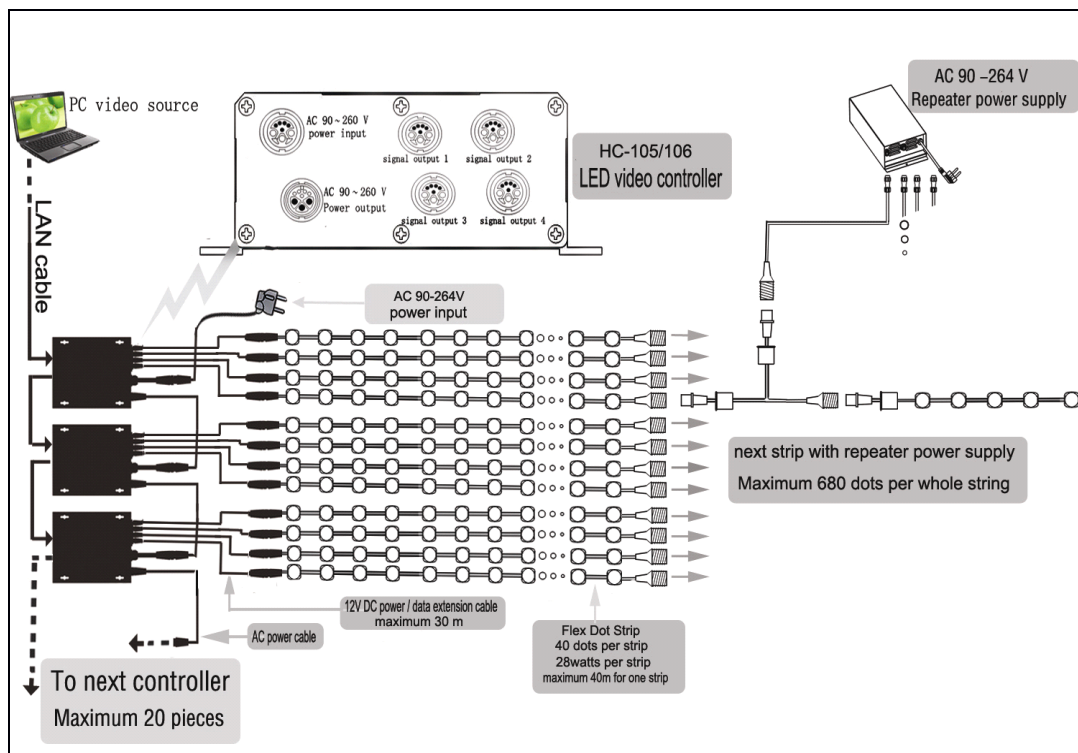 PC video source
LAN cable
AC 90~260 V
power input
signal output 1
signal output 2
AC 90~260 V
Power output
signal output 3
signal output 4
HC-105/106
LED video controller
AC 90 –264 V
Repeater power supply
AC 90-264V
power input
next strip with repeater power supply
Maximum 680 dots per whole string
12V DC power / data extension cable
maximum 30 m
AC power cable
Flex Dot Strip
40 dots per strip
28watts per strip
maximum 40m for one strip
To next controller
Maximum 20 pieces